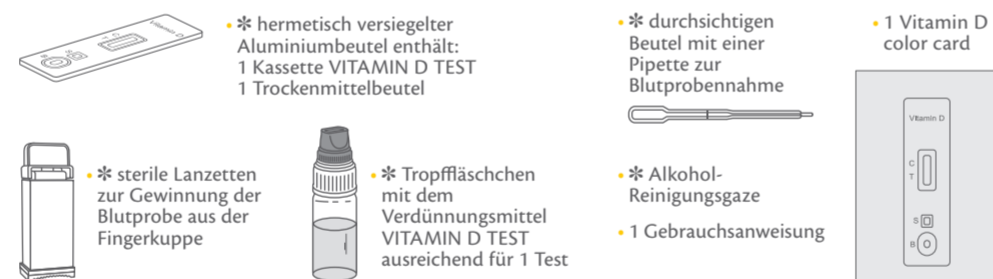 • ✻ hermetisch versiegelter
Aluminiumbeutel enthält:
1 Kassette VITAMIN D TEST
1 Trockenmittelbeutel
• ✻ durchsichtigen
Beutel mit einer
Pipette zur
Blutprobennahme
• 1 Vitamin D
color card
• ✻ sterile Lanzetten
zur Gewinnung der
Blutprobe aus der
Fingerkuppe
• ✻ Tropffläschchen
mit dem
Verdünnungsmittel
VITAMIN D TEST
ausreichend für 1 Test
• ✻ Alkohol-
Reinigungsgaze
• 1 Gebrauchsanweisung
Vitamin D
C
T
S
B
Vitamin D
C
T
S
B